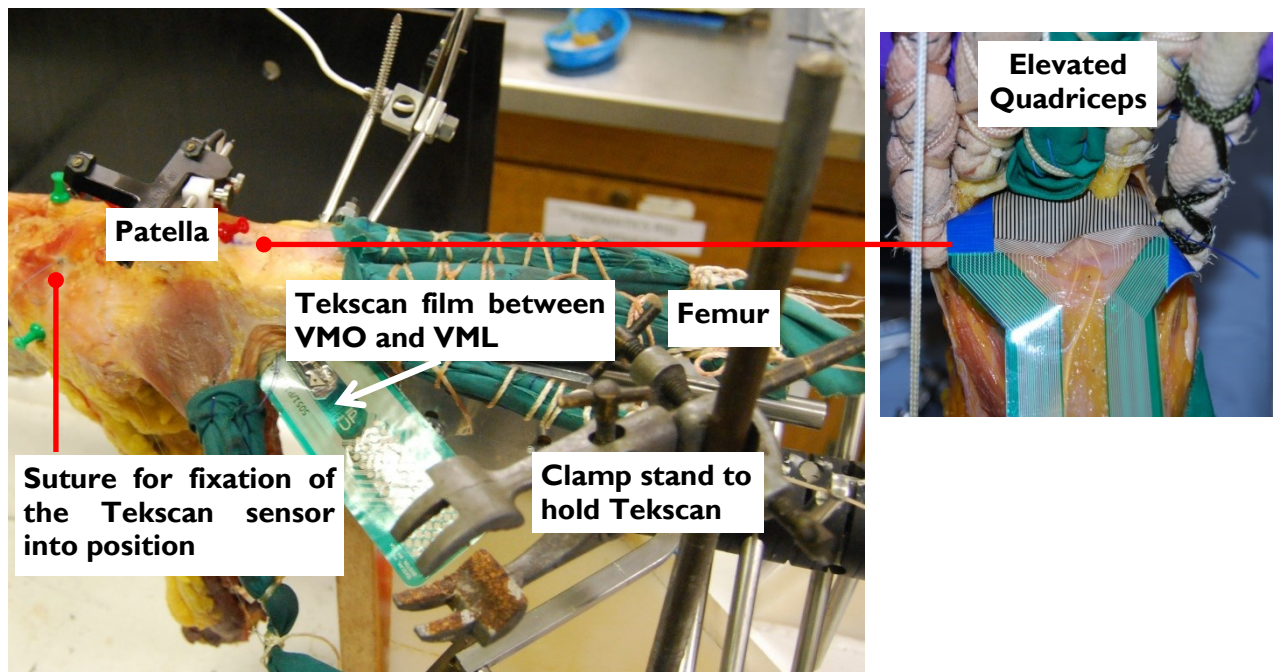 Elevated
Quadriceps
Patella
Tekscan film between
VMO and VML
Femur
UP
Suture for fixation of
the Tekscan sensor
into position
Clamp stand to
hold Tekscan